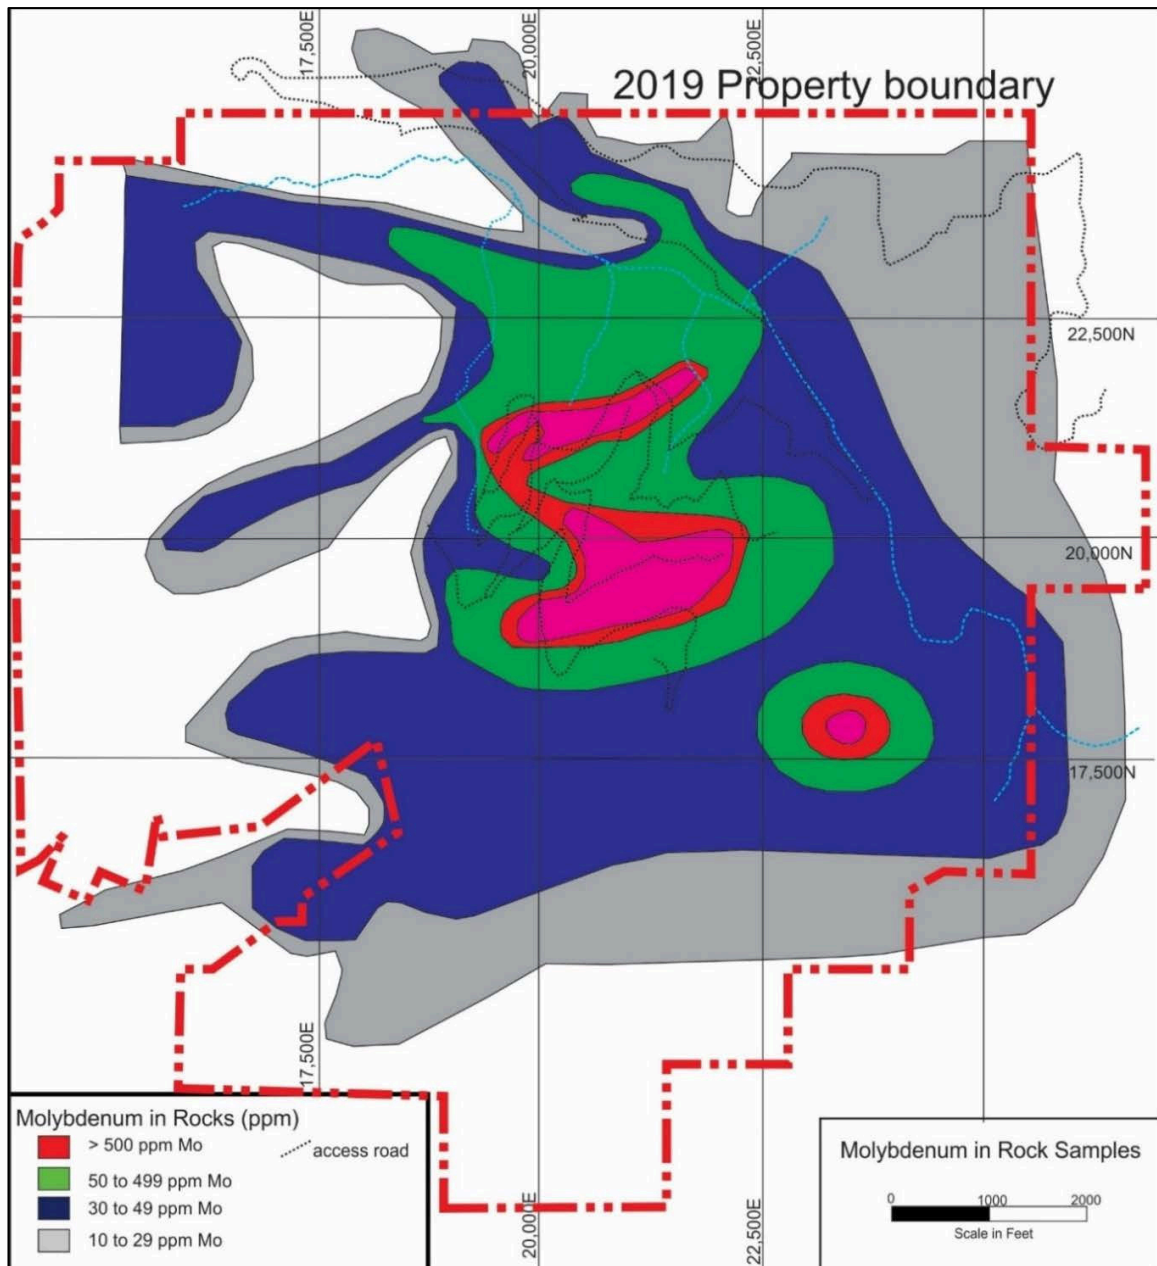 17,500E
20,000E
22,500E
2019 Property boundary
22,500N
20,000N
17,500N
17,500E
20,000E
22,500E
Molybdenum in Rocks (ppm)
> 500 ppm Mo
50 to 499 ppm Mo
30 to 49 ppm Mo
10 to 29 ppm Mo
access road
Molybdenum in Rock Samples
0 1000 2000
Scale in Feet